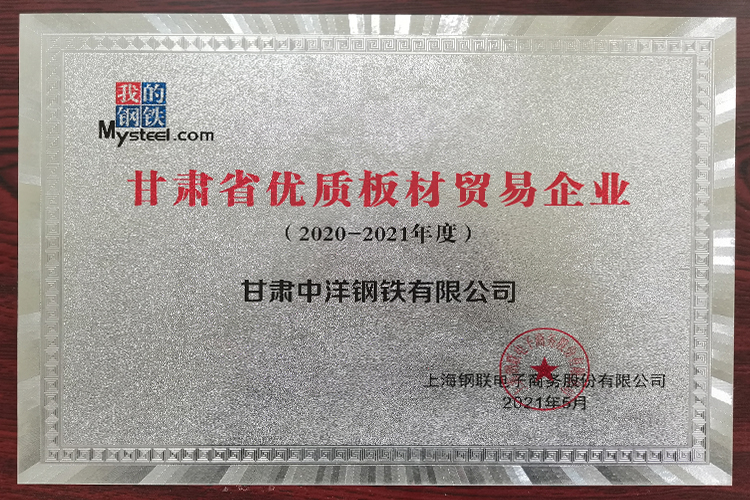 我的
钢铁
Mysteel.com
甘肃省优质板材贸易企业
（2020-2021年度）
甘肃中洋钢铁有限公司
上海钢联电子商务股份有限公司
2021年5月